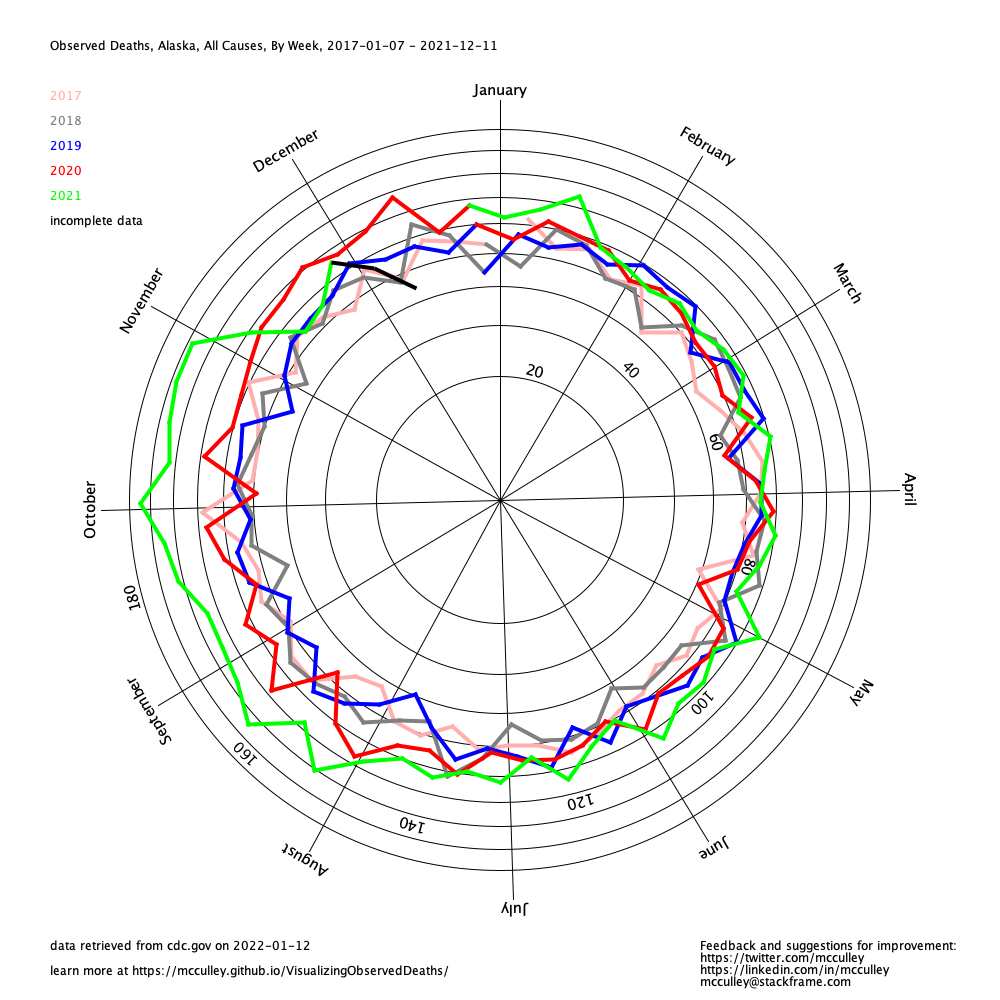 Observed Deaths, Alaska, All Causes, By Week, 2017-01-07 - 2021-12-11
2017
2018
2019
2020
2021
incomplete data
January
February
March
April
May
June
July
August
September
October
November
December
20
40
60
80
100
120
140
160
180
data retrieved from cdc.gov on 2022-01-12
learn more at https://mcculley.github.io/VisualizingObservedDeaths/
Feedback and suggestions for improvement:
https://twitter.com/mcculley
https://linkedin.com/in/mcculley
mcculley@stackframe.com